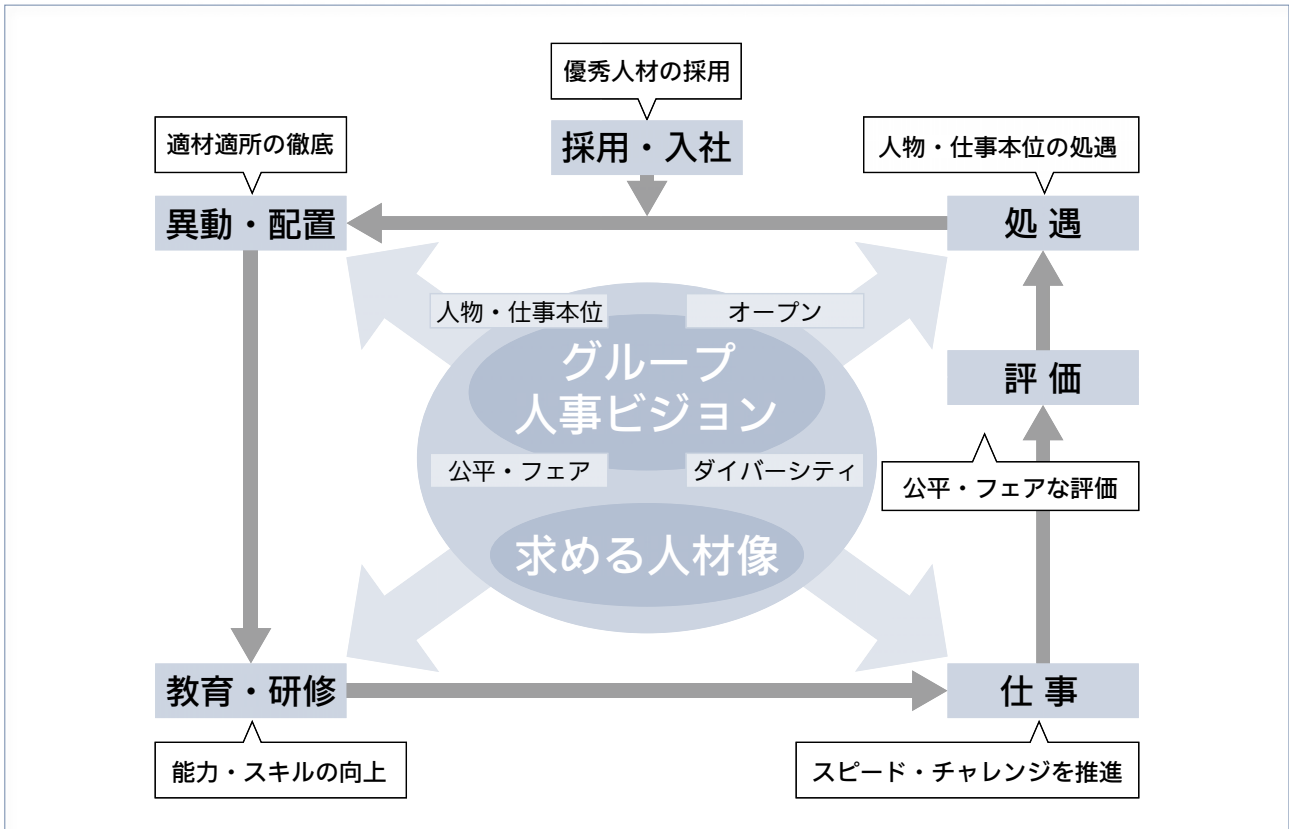 優秀人材の採用
採用・入社
適材適所の徹底
異動・配置
人物・仕事本位の処遇
処 遇
人物・仕事本位
オープン
グループ
人事ビジョン
公平・フェア
ダイバーシティ
求める人材像
評 価
公平・フェアな評価
教育・研修
能力・スキルの向上
仕 事
スピード・チャレンジを推進